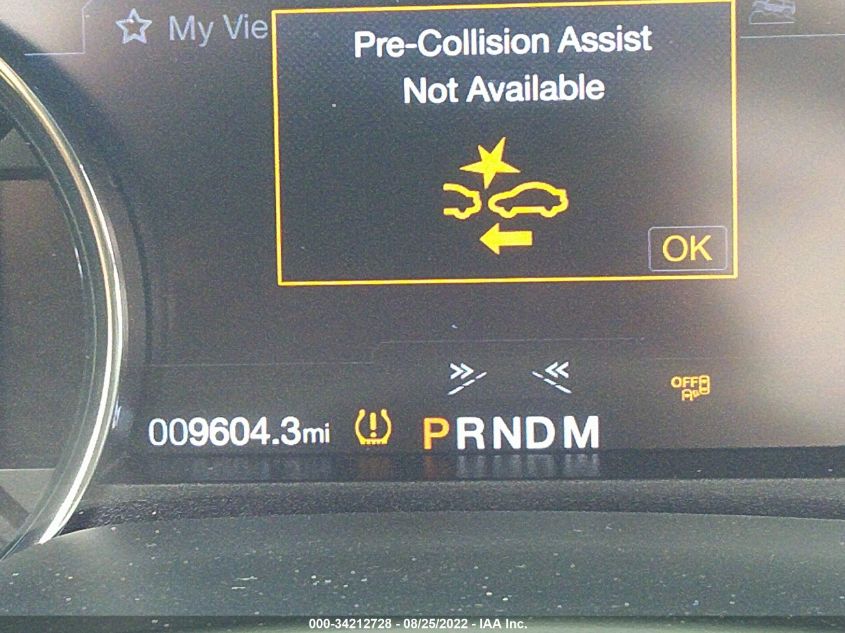 My Vie
Pre-Collision Assist
Not Available
OK
OFF
009604.3mi
PRNDM
000-34212728 - 08/25/2022 - IAA Inc.